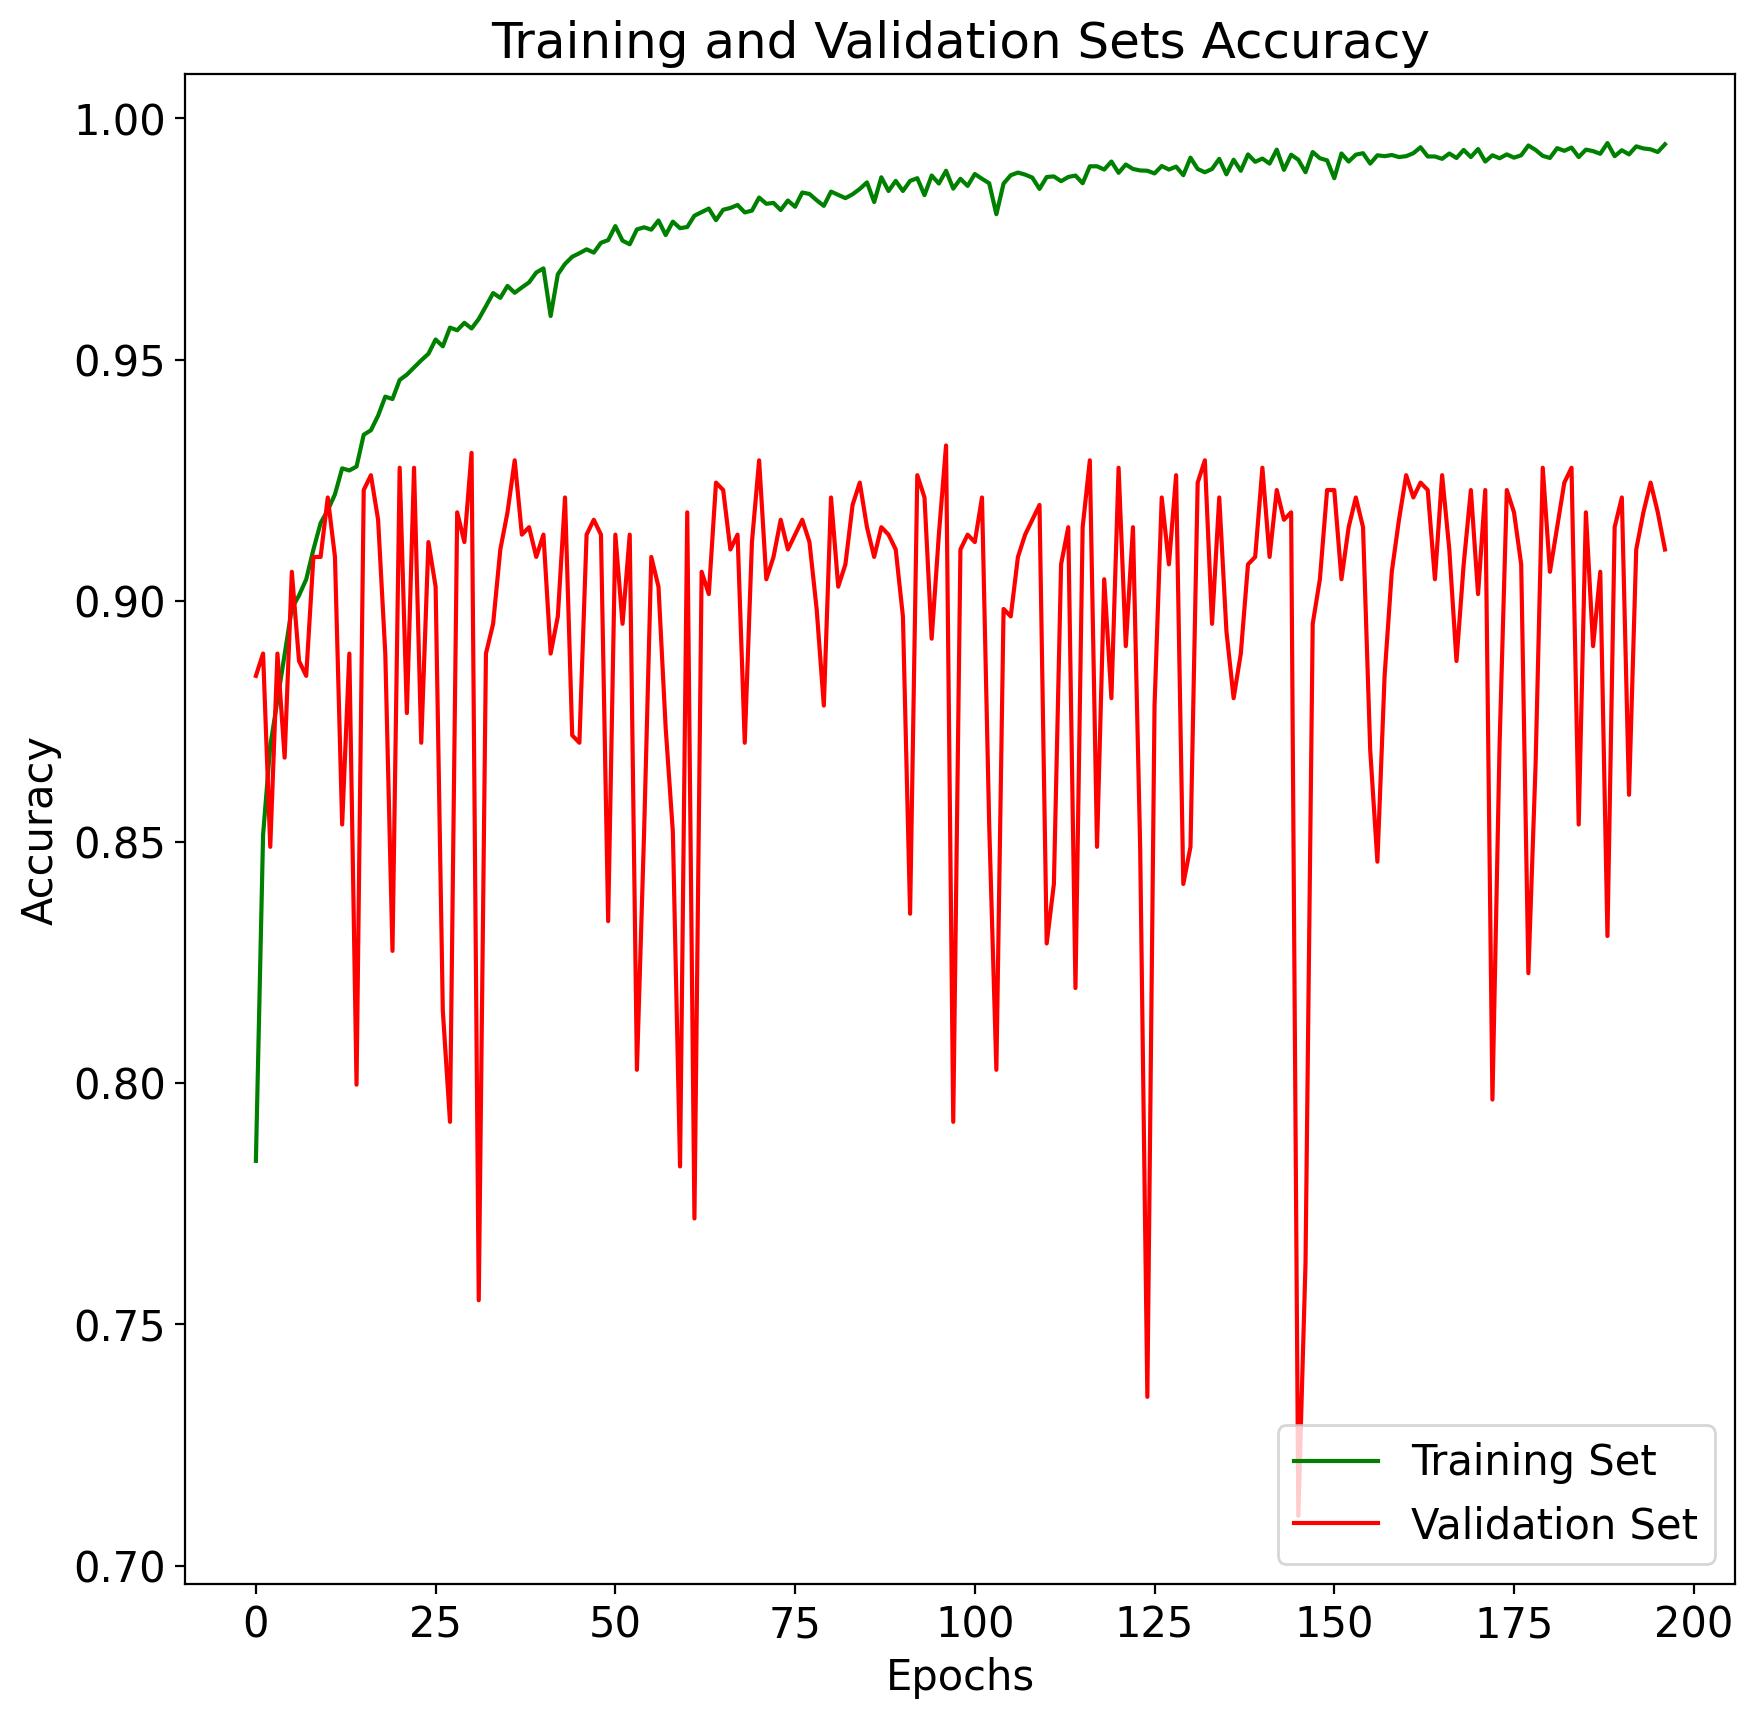 Training and Validation Sets Accuracy
1.00
0.95
0.90
0.85
0.80
0.75
0.70
Accuracy
0 25 50 75 100 125 150 175 200
Epochs
Training Set
Validation Set